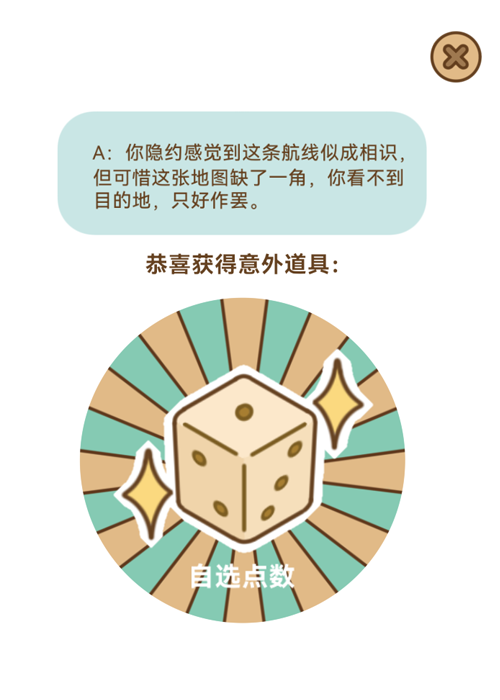 A：你隐约感觉到这条航线似成相识，
但可惜这张地图缺了一角，你看不到
目的地，只好作罢。
恭喜获得意外道具：
自选点数